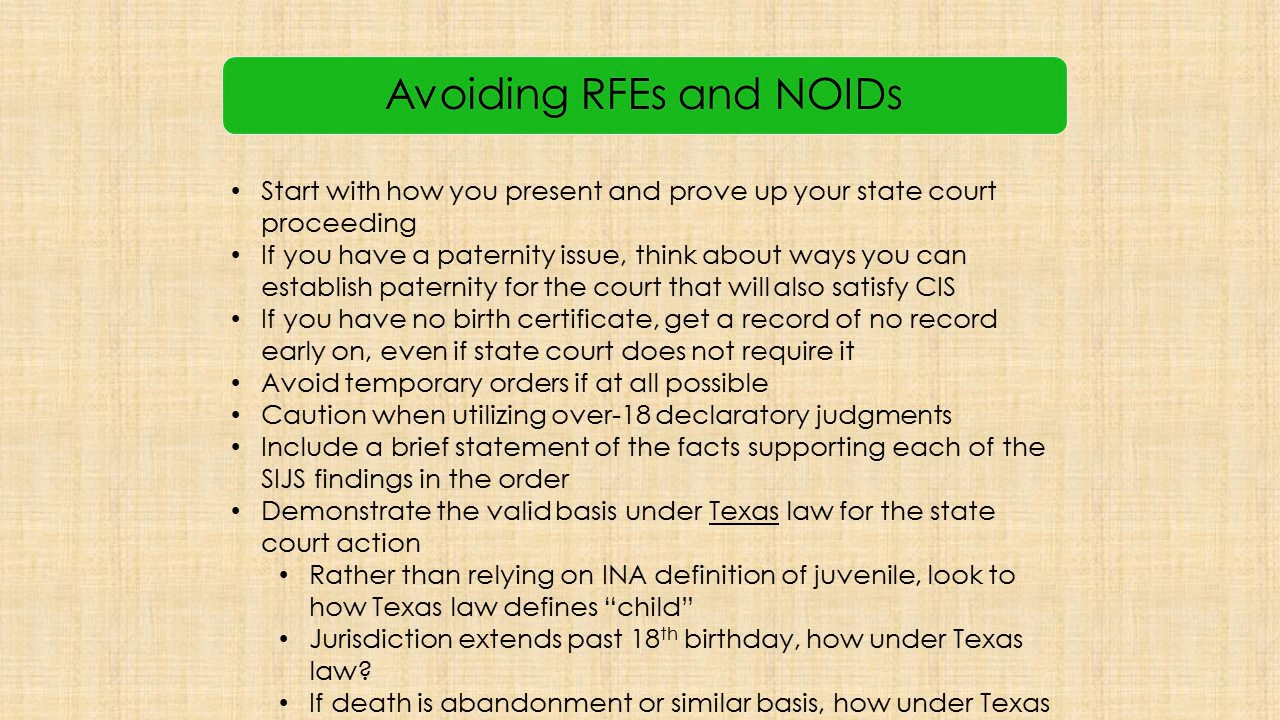 Avoiding RFEs and NOIDs
• Start with how you present and prove up your state court
proceeding
• If you have a paternity issue, think about ways you can
establish paternity for the court that will also satisfy CIS
• If you have no birth certificate, get a record of no record
early on, even if state court does not require it
• Avoid temporary orders if at all possible
• Caution when utilizing over-18 declaratory judgments
• Include a brief statement of the facts supporting each of the
SIJS findings in the order
• Demonstrate the valid basis under Texas law for the state
court action
• Rather than relying on INA definition of juvenile, look to
how Texas law defines “child”
• Jurisdiction extends past 18th birthday, how under Texas
law?
• If death is abandonment or similar basis, how under Texas